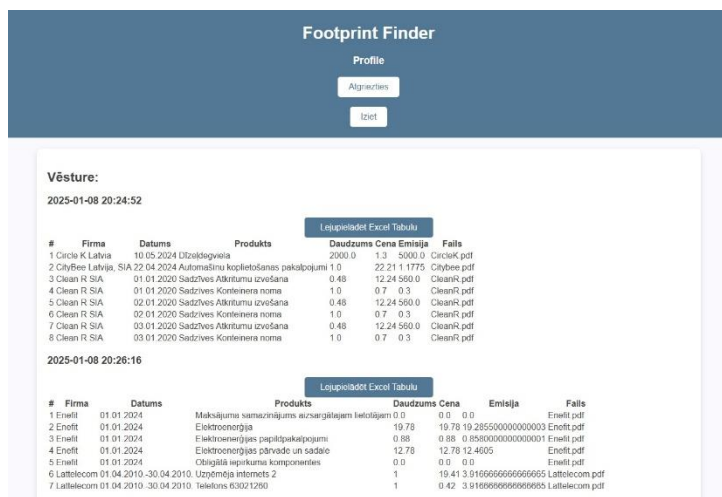 Footprint Finder
Profile
Atgriezties
Iziet
Vēsture:
2025-01-08 20:24:52
Lejupielādēt Excel Tabulu
# Firma Datums Produkts Daudzums Cena Emisija Fails
1 Circle K Latvia 10.05.2024 Dīzeļdegviela 2000.0 1.3 5000.0 CircleK.pdf
2 CityBee Latvija, SIA 22.04.2024 Automašīnu koplietošanas pakalpojumi 1.0 22.21 1.1775 Citybee.pdf
3 Clean R SIA 01.01.2020 Sadzīves Atkritumu izvešana 0.48 12.24 560.0 CleanR.pdf
4 Clean R SIA 01.01.2020 Sadzīves Konteinera noma 1.0 0.7 0.3 CleanR.pdf
5 Clean R SIA 02.01.2020 Sadzīves Atkritumu izvešana 0.48 12.24 560.0 CleanR.pdf
6 Clean R SIA 02.01.2020 Sadzīves Konteinera noma 1.0 0.7 0.3 CleanR.pdf
7 Clean R SIA 03.01.2020 Sadzīves Atkritumu izvešana 0.48 12.24 560.0 CleanR.pdf
8 Clean R SIA 03.01.2020 Sadzīves Konteinera noma 1.0 0.7 0.3 CleanR.pdf
2025-01-08 20:26:16
Lejupielādēt Excel Tabulu
# Firma Datums Produkts Daudzums Cena Emisija Fails
1 Enefit 01.01.2024 Maksājuma samazinājums aizsargātajam lietotājam 0.0 0.0 0.0 Enefit.pdf
2 Enefit 01.01.2024 Elektroenerģija 19.78 19.78 19.285500000000003 Enefit.pdf
3 Enefit 01.01.2024 Elektroenerģijas papildpakalpojumi 0.88 0.88 0.8580000000000001 Enefit.pdf
4 Enefit 01.01.2024 Elektroenerģijas pārvade un sadale 12.78 12.78 12.4605 Enefit.pdf
5 Enefit 01.01.2024 Obligātā iepirkuma komponentes 0.0 0.0 0.0 Enefit.pdf
6 Lattelecom 01.04.2010.-30.04.2010. Uzņēmēja internets 2 1 19.41 3.9166666666666665 Lattelecom.pdf
7 Lattelecom 01.04.2010.-30.04.2010. Telefons 63021260 1 0.42 3.9166666666666665 Lattelecom.pdf